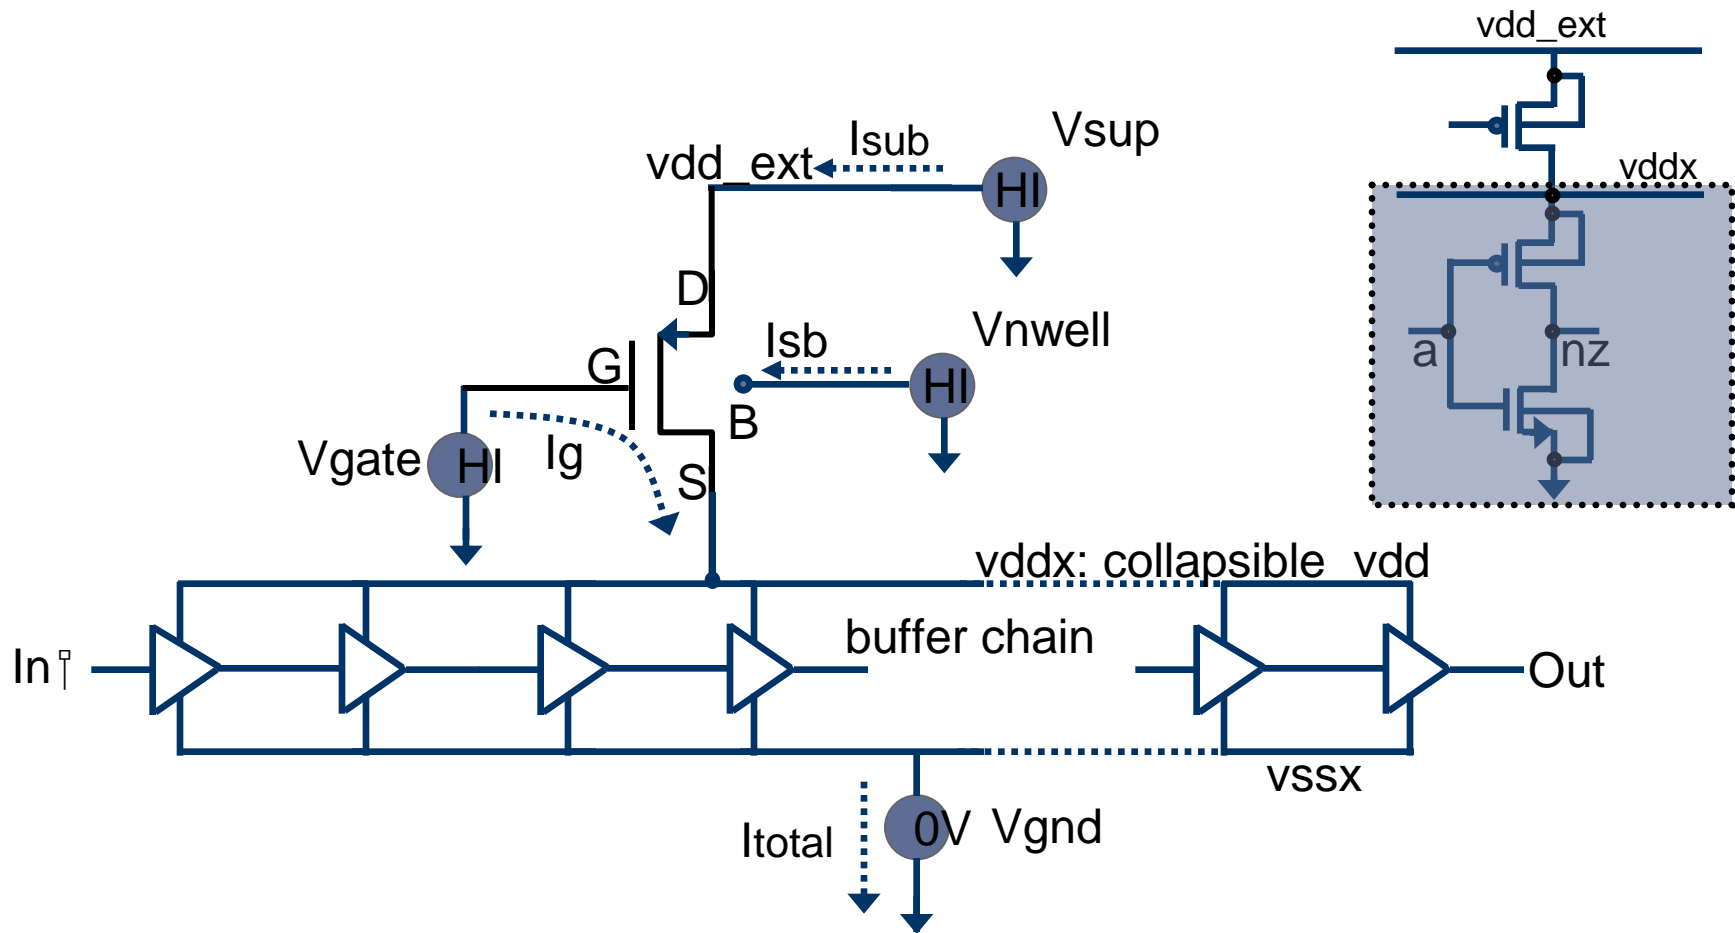 vdd_ext
Vsup
Isub
vdd_ext
HI
vddx
D
Vnwell
Isb
G
HI
a
nz
B
Vgate
HI
Ig
S
vddx: collapsible vdd
buffer chain
In
Out
vssx
Itotal
0V
Vgnd